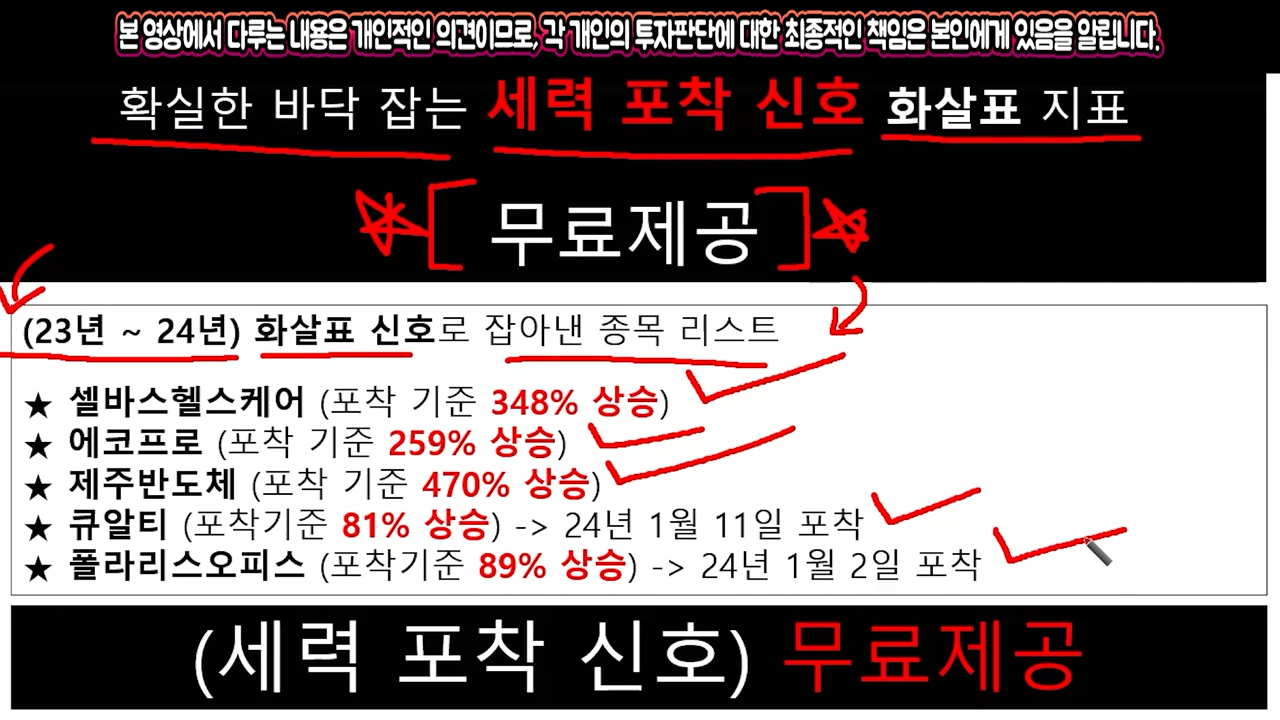 본 영상에서 다루는 내용은 개인적인 의견이므로, 각 개인의 투자판단에 대한 최종적인 책임은 본인에게 있음을 알립니다.
확실한 바닥 잡는 세력 포착 신호 화살표 지표
무료제공
(23년 ~ 24년) 화살표 신호로 잡아낸 종목 리스트
★ 셀바스헬스케어 (포착 기준 348% 상승)
★ 에코프로 (포착 기준 259% 상승)
★ 제주반도체 (포착 기준 470% 상승)
★ 큐알티 (포착기준 81% 상승) -> 24년 1월 11일 포착
★ 폴라리스오피스 (포착기준 89% 상승) -> 24년 1월 2일 포착
(세력 포착 신호) 무료제공